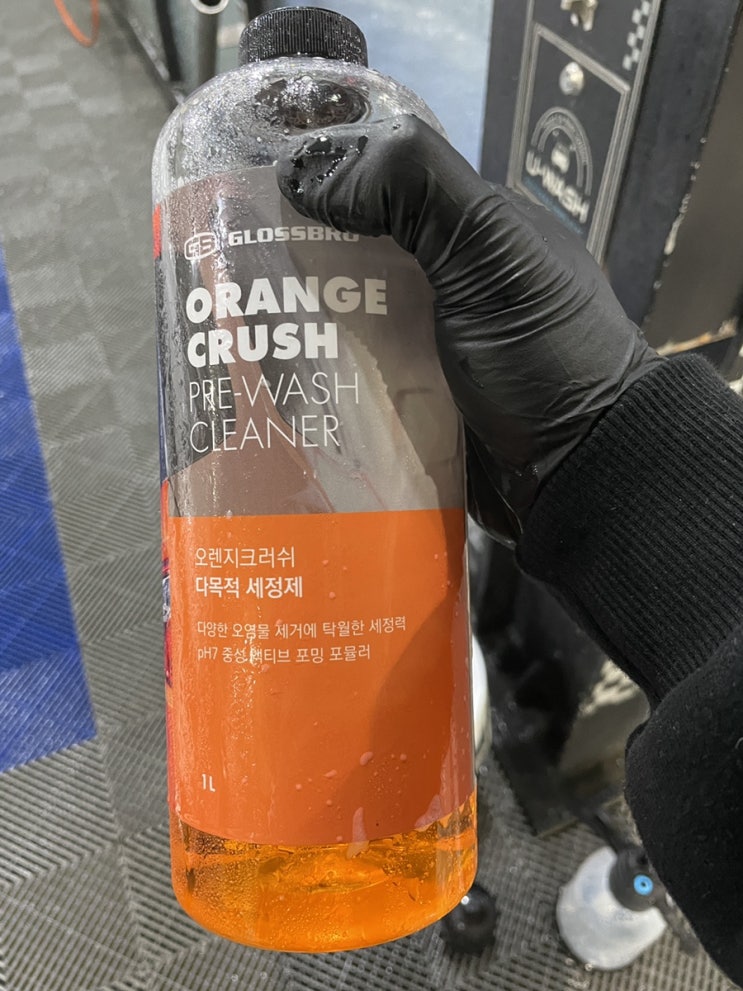 GS GLOSSBRO
ORANGE
CRUSH
PRE-WASH
CLEANER
오렌지크러쉬
다목적 세정제
다양한 오염물 제거에 탁월한 세정력
pH7 중성 액티브 포밍 포뮬러
1L
U-WASH